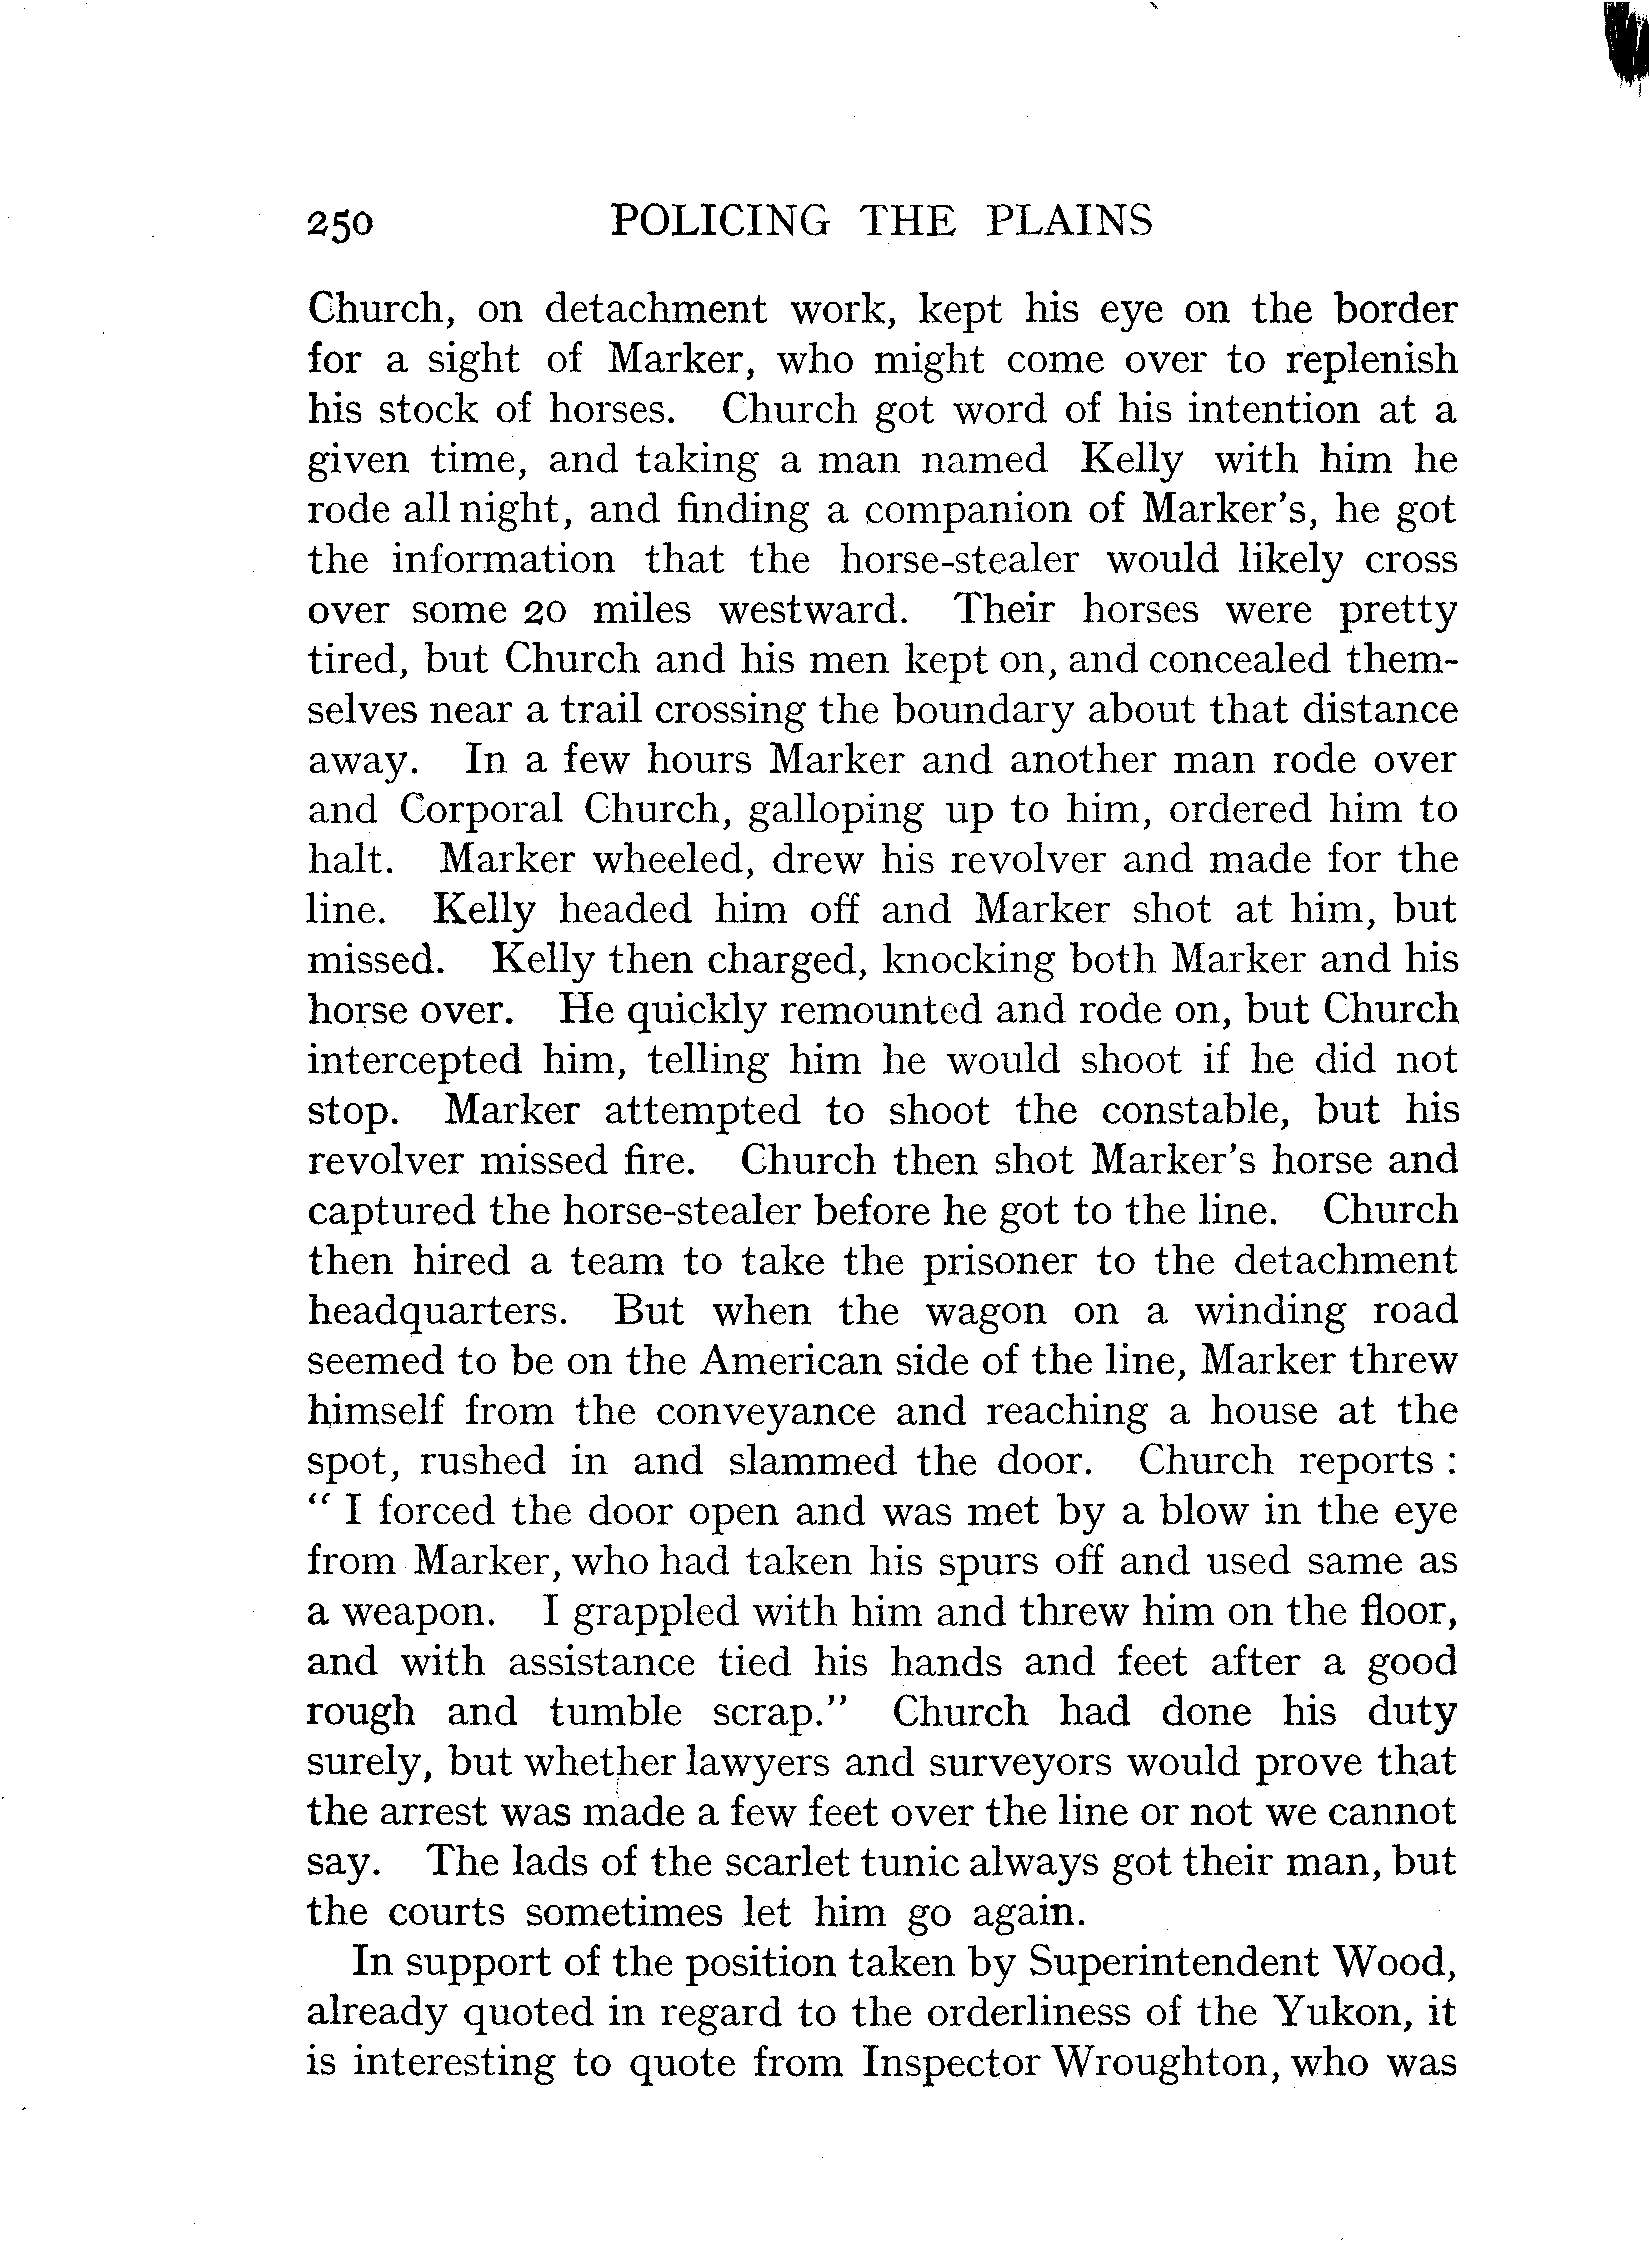 250 POLICING THE PLAINS
Church, on detachment work, kept his eye on the border
for a sight of Marker, who might come over to replenish
his stock of horses. Church got word of his intention at a
given time, and taking a man named Kelly with him he
rode all night, and finding a companion of Marker's, he got
the information that the horse-stealer would likely cross
over some 20 miles westward. Their horses were pretty
tired, but Church and his men kept on, and concealed them-
selves near a trail crossing the boundary about that distance
away. In a few hours Marker and another man rode over
and Corporal Church, galloping up to him, ordered him to
halt. Marker wheeled, drew his revolver and made for the
line. Kelly headed him off and Marker shot at him, but
missed. Kelly then charged, knocking both Marker and his
horse over. He quickly remounted and rode on, but Church
intercepted him, telling him he would shoot if he did not
stop. Marker attempted to shoot the constable, but his
revolver missed fire. Church then shot Marker's horse and
captured the horse-stealer before he got to the line. Church
then hired a team to take the prisoner to the detachment
headquarters. But when the wagon on a winding road
seemed to be on the American side of the line, Marker threw
himself from the conveyance and reaching a house at the
spot, rushed in and slammed the door. Church reports :
" I forced the door open and was met by a blow in the eye
from Marker, who had taken his spurs off and used same as
a weapon. I grappled with him and threw him on the floor,
and with assistance tied his hands and feet after a good
rough and tumble scrap." Church had done his duty
surely, but whether lawyers and surveyors would prove that
the arrest was made a few feet over the line or not we cannot
say. The lads of the scarlet tunic always got their man, but
the courts sometimes let him go again.
In support of the position taken by Superintendent Wood,
already quoted in regard to the orderliness of the Yukon, it
is interesting to quote from Inspector Wroughton, who was